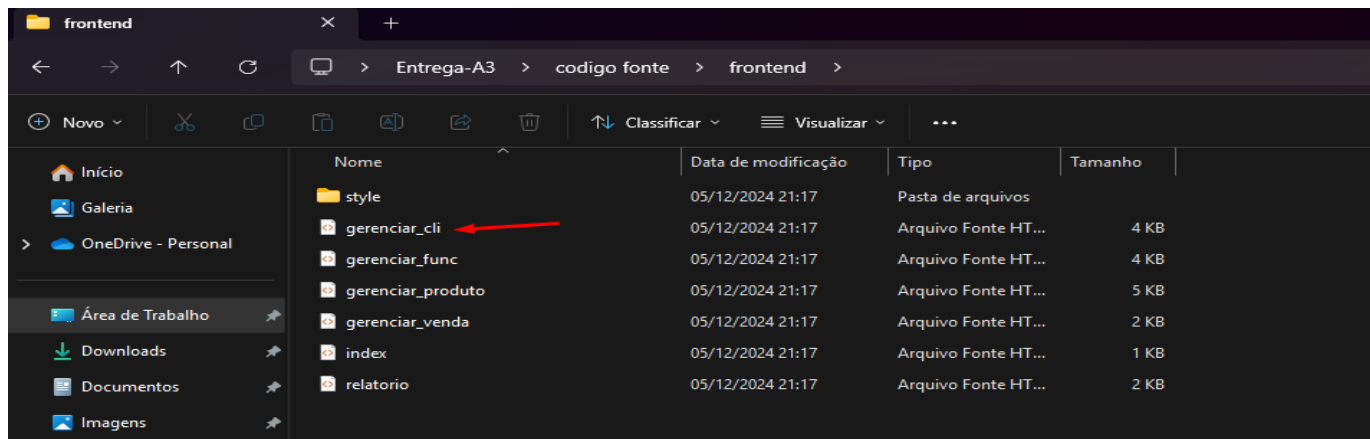 frontend
Entrega-A3 > codigo fonte > frontend >
Novo Classificar Visualizar ...
Nome Data de modificação Tipo Tamanho
Início
Galeria
OneDrive - Personal
Área de Trabalho
Downloads
Documentos
Imagens
style 05/12/2024 21:17 Pasta de arquivos
gerenciar_cli 05/12/2024 21:17 Arquivo Fonte HT... 4 KB
gerenciar_func 05/12/2024 21:17 Arquivo Fonte HT... 4 KB
gerenciar_produto 05/12/2024 21:17 Arquivo Fonte HT... 5 KB
gerenciar_venda 05/12/2024 21:17 Arquivo Fonte HT... 2 KB
index 05/12/2024 21:17 Arquivo Fonte HT... 1 KB
relatorio 05/12/2024 21:17 Arquivo Fonte HT... 2 KB